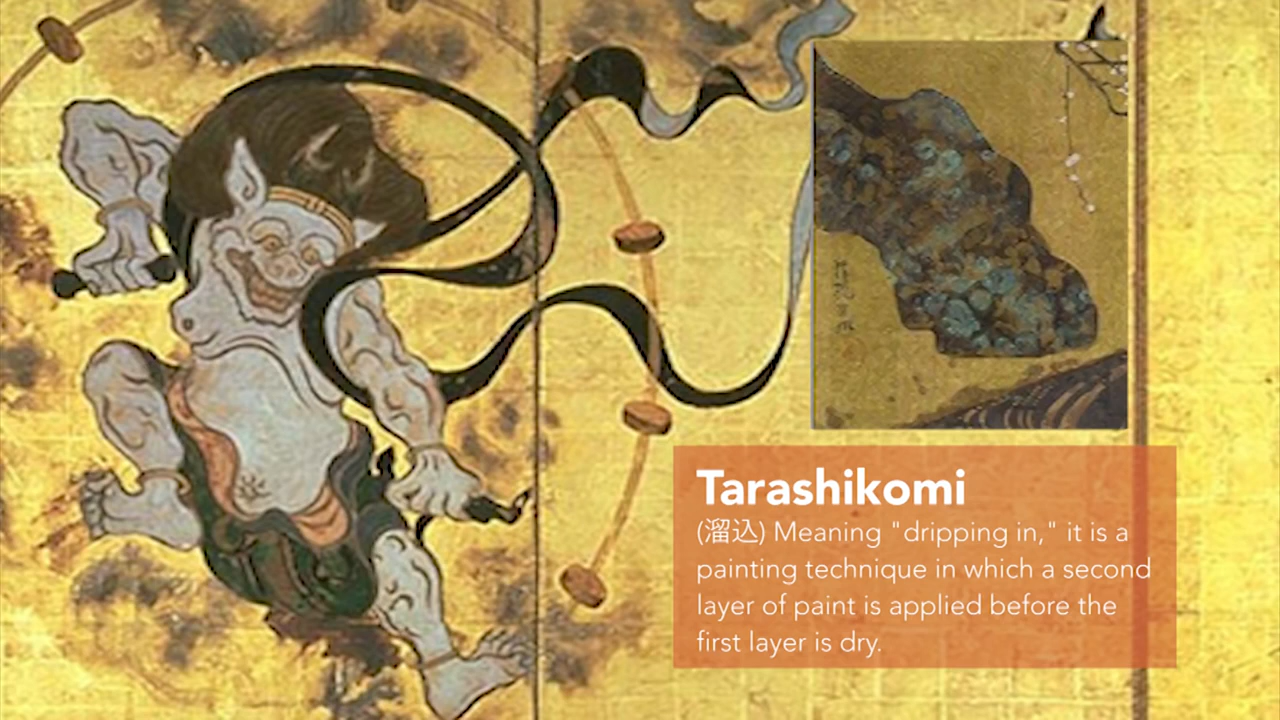 Tarashikomi
(溜込) Meaning "dripping in," it is a
painting technique in which a second
layer of paint is applied before the
first layer is dry.